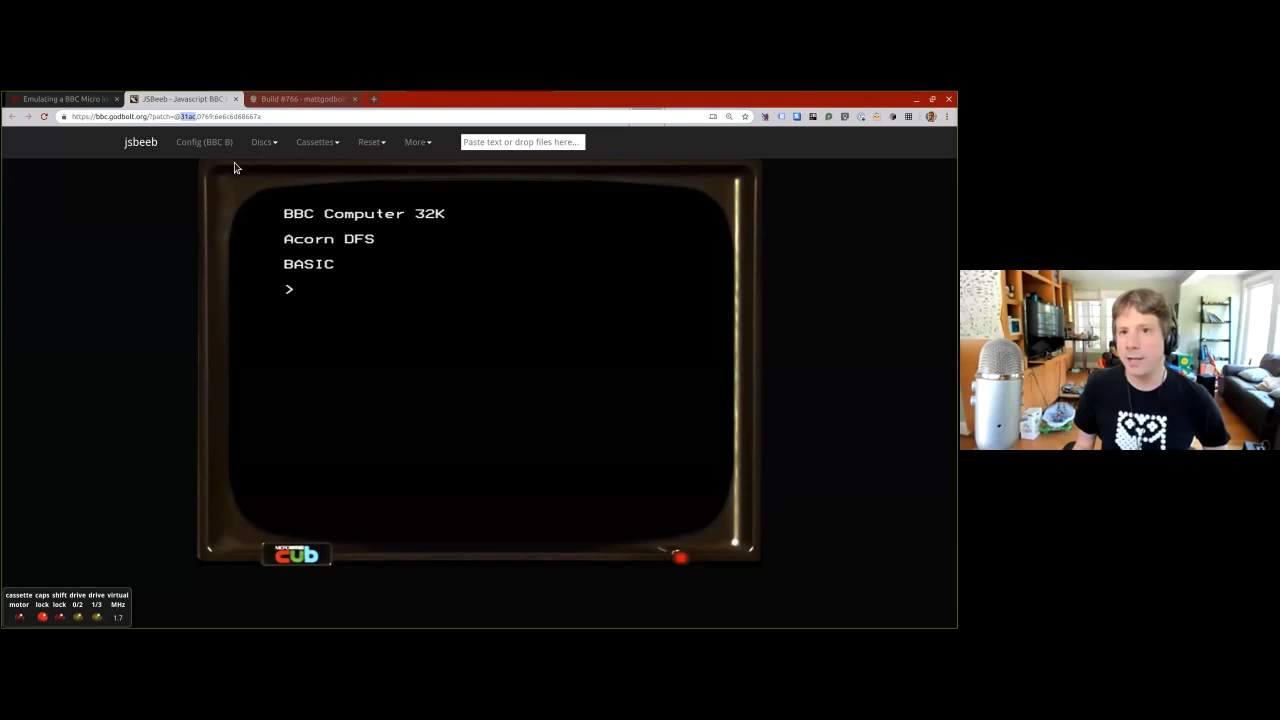 Emulating a BBC Micro in
JSBeeb - Javascript BBC
Build #766 - mattgodbol
https://bbc.godbolt.org/?patch=@31ac,0769:6e6c6d68667a
jsbeeb
Config (BBC B)
Discs
Cassettes
Reset
More
Paste text or drop files here...
BBC Computer 32K
Acorn DFS
BASIC
>
cub
cassette motor
caps lock
shift lock
drive 0/2
drive 1/3
virtual MHz
1.7